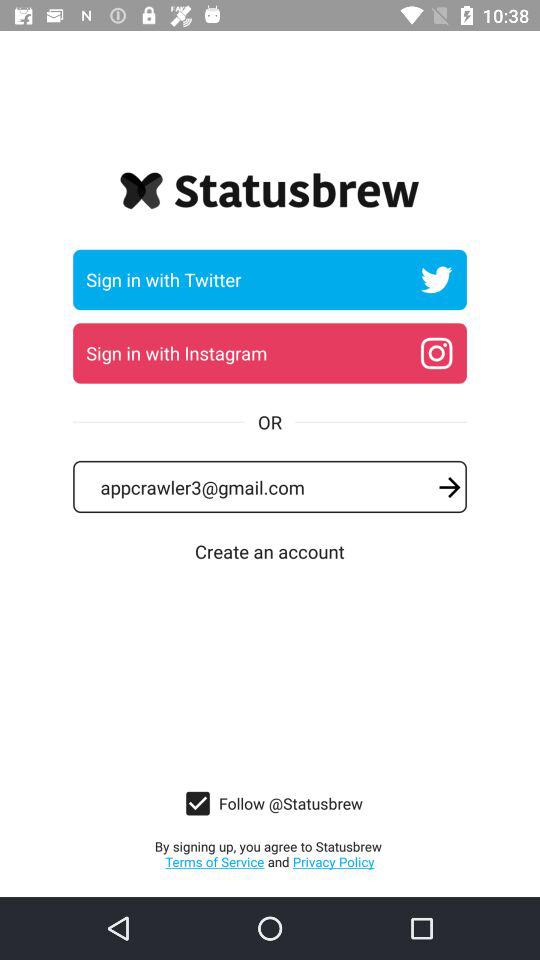 10:38
Statusbrew
Sign in with Twitter
Sign in with Instagram
OR
appcrawler3@gmail.com
Create an account
Follow @Statusbrew
By signing up, you agree to Statusbrew
Terms of Service and Privacy Policy